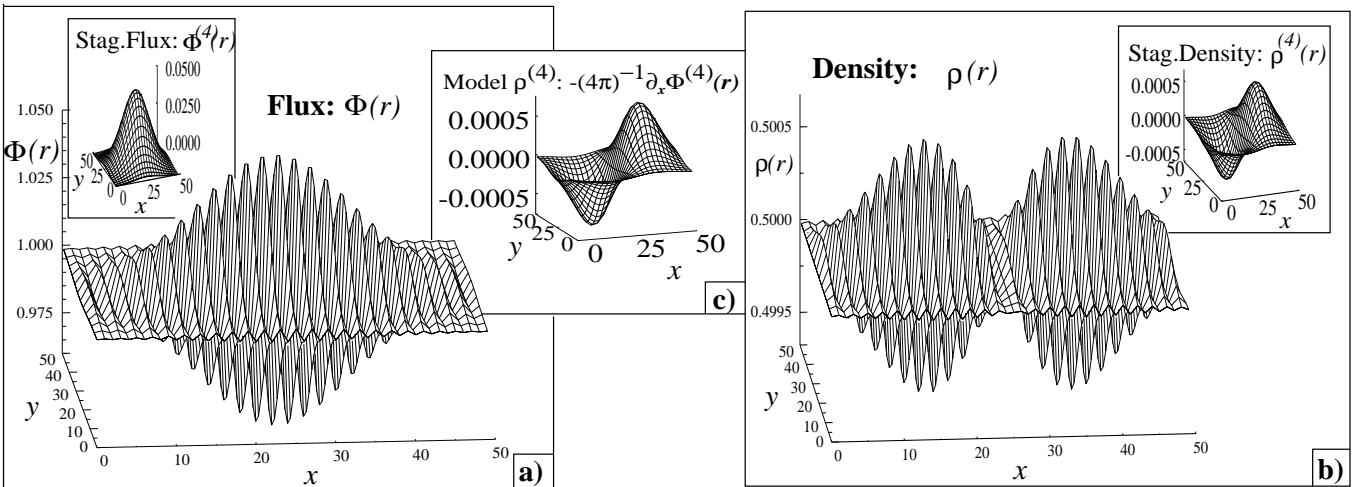 Stag.Flux: Φ(4)(r)
0.0500
0.0250
0.0000
50
25
0
y
0
25
50
x
Flux: Φ(r)
1.050
Φ(r)
1.025
1.000
0.975
50
40
30
20
10
0
y
0
10
20
30
40
50
x
a)
Model ρ(4): -(4π)−1∂xΦ(4)(r)
0.0005
0.0000
-0.0005
50
25
0
y
0
25
50
x
c)
Density: ρ(r)
0.5005
ρ(r)
0.5000
0.4995
50
40
30
20
10
0
y
0
10
20
30
40
50
x
b)
Stag.Density: ρ(4)(r)
0.0005
0.0000
-0.0005
50
25
0
y
0
25
50
x